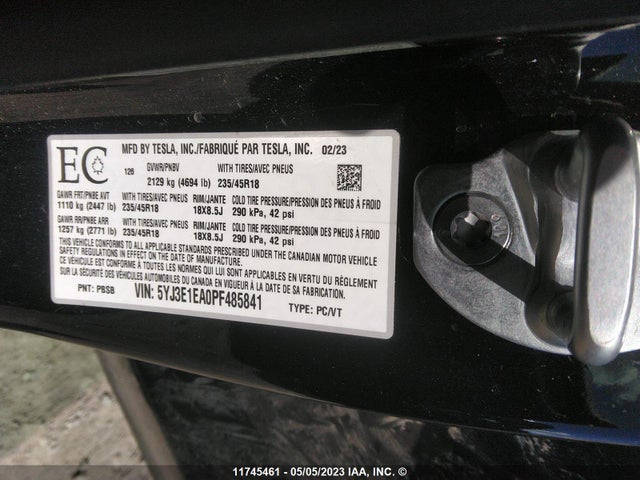 EC
MFD BY TESLA, INC./FABRIQUÉ PAR TESLA, INC. 02/23
126 GVWR/PNBV WITH TIRES/AVEC PNEUS
2129 kg (4694 lb) 235/45R18
GAWR FRT/PNBE AVT WITH TIRES/AVEC PNEUS RIM/JANTE COLD TIRE PRESSURE/PRESSION DES PNEUS À FROID
1110 kg (2447 lb) 235/45R18 18X8.5J 290 kPa, 42 psi
GAWR RR/PNBE ARR WITH TIRES/AVEC PNEUS RIM/JANTE COLD TIRE PRESSURE/PRESSION DES PNEUS À FROID
1257 kg (2771 lb) 235/45R18 18X8.5J 290 kPa, 42 psi
THIS VEHICLE CONFORMS TO ALL APPLICABLE STANDARDS PRESCRIBED UNDER THE CANADIAN MOTOR VEHICLE
SAFETY REGULATIONS IN EFFECT ON THE DATE OF MANUFACTURE.
CE VÉHICULE EST CONFORME À TOUTES LES NORMES QUI LUI SONT APPLICABLES EN VERTU DU RÈGLEMENT
SUR LA SÉCURITÉ DES VÉHICULES AUTOMOBILES DU CANADA EN VIGUEUR À LA DATE DE SA FABRICATION.
PNT: PBSB VIN: 5YJ3E1EA0PF485841 TYPE: PC/VT
11745461 - 05/05/2023 IAA, INC. ©